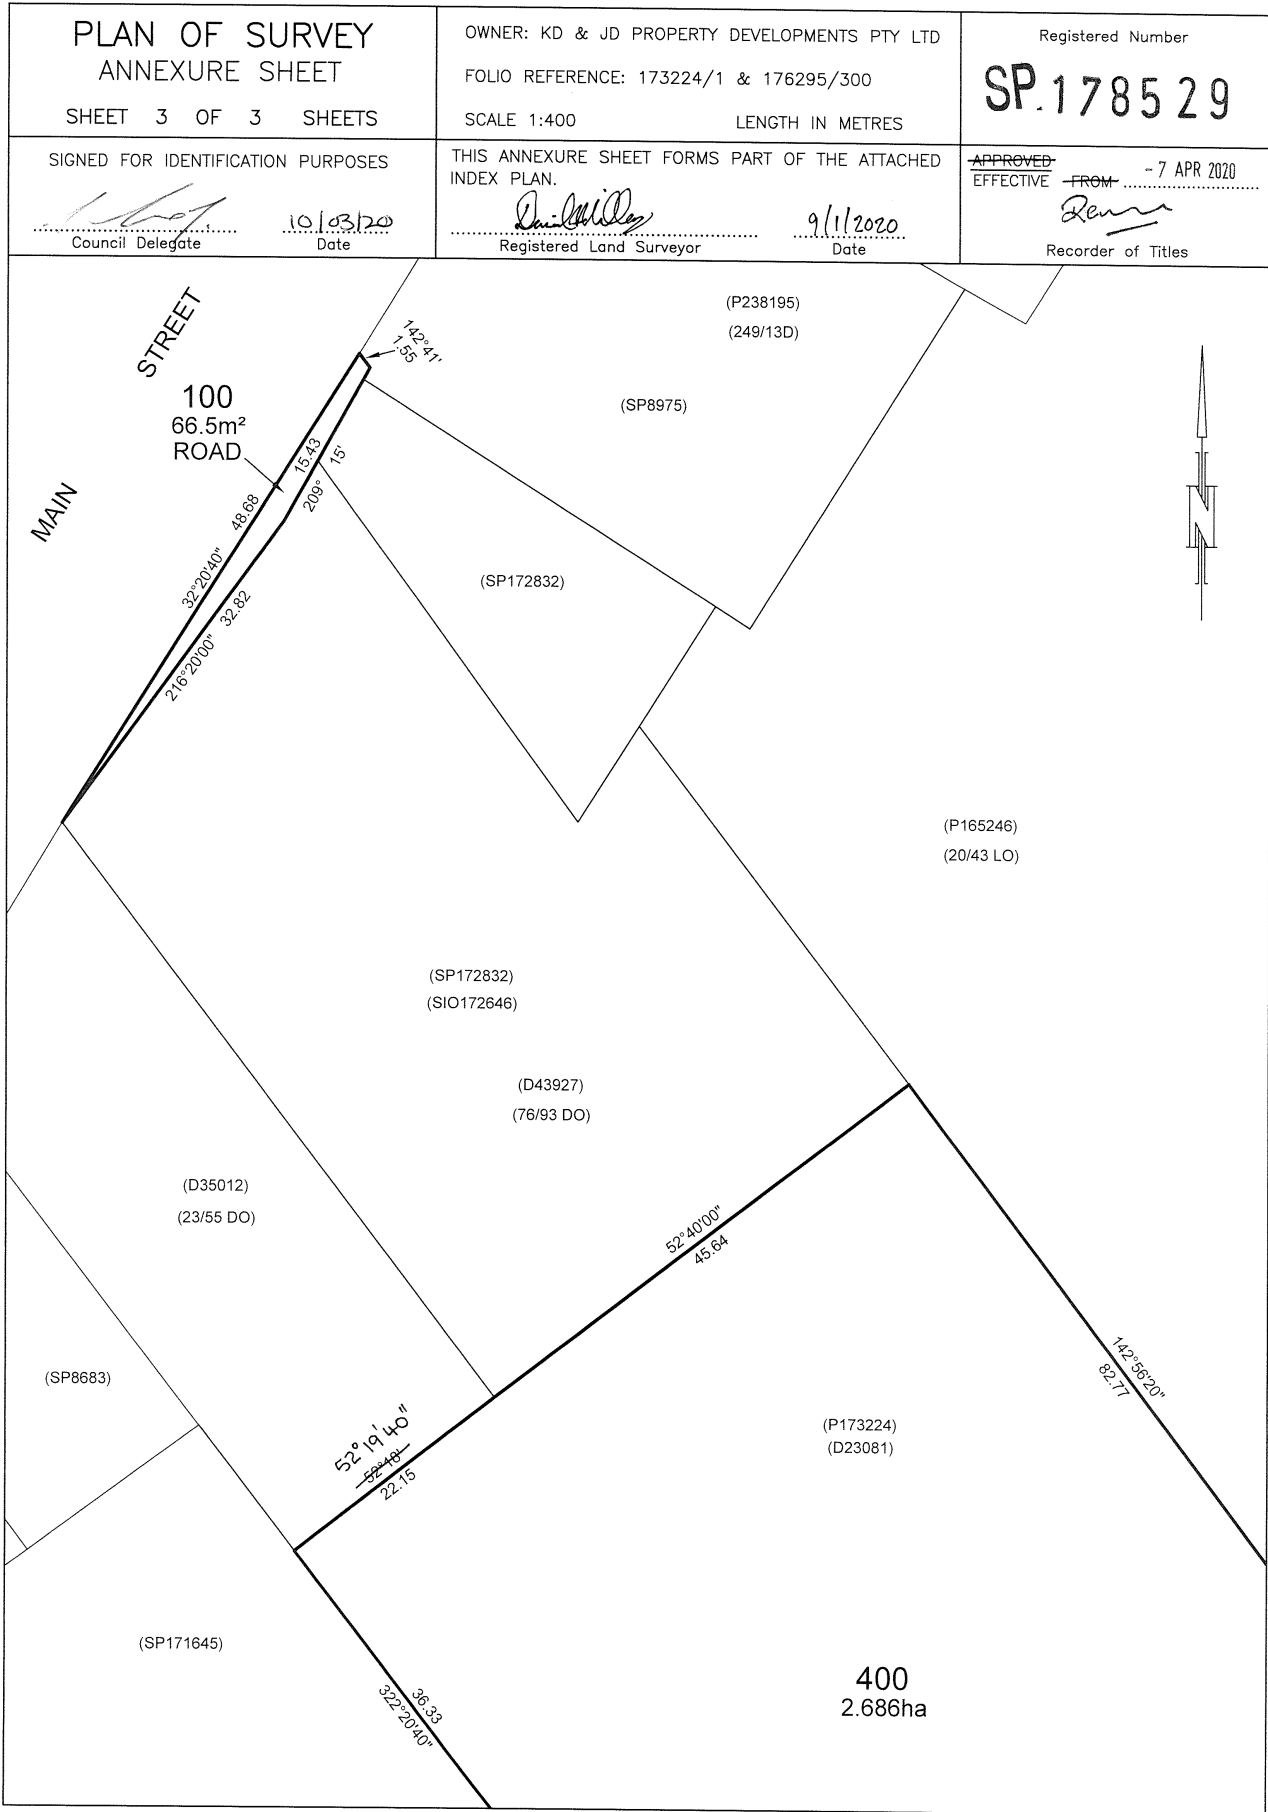 PLAN OF SURVEY
ANNEXURE SHEET
SHEET 3 OF 3 SHEETS
OWNER: KD & JD PROPERTY DEVELOPMENTS PTY LTD
FOLIO REFERENCE: 173224/1 & 176295/300
SCALE 1:400 LENGTH IN METRES
Registered Number
SP.178529
SIGNED FOR IDENTIFICATION PURPOSES
10/03/20
Council Delegate Date
THIS ANNEXURE SHEET FORMS PART OF THE ATTACHED
INDEX PLAN.
9/1/2020
Registered Land Surveyor Date
APPROVED
EFFECTIVE FROM -7 APR 2020
Recorder of Titles
MAIN STREET
100
66.5m²
ROAD
142°41'
1.55
(P238195)
(249/13D)
(SP8975)
15.43
209° 15'
48.68
32°20'40"
32.82
216°20'00"
N
(SP172832)
(P165246)
(20/43 LO)
(SP172832)
(SIO172646)
(D43927)
(76/93 DO)
(D35012)
(23/55 DO)
52°40'00"
45.64
(SP8683)
52°19'40"
52°18'
22.15
142°56'20"
82.77
(P173224)
(D23081)
(SP171645)
36.33
322°20'40"
400
2.686ha